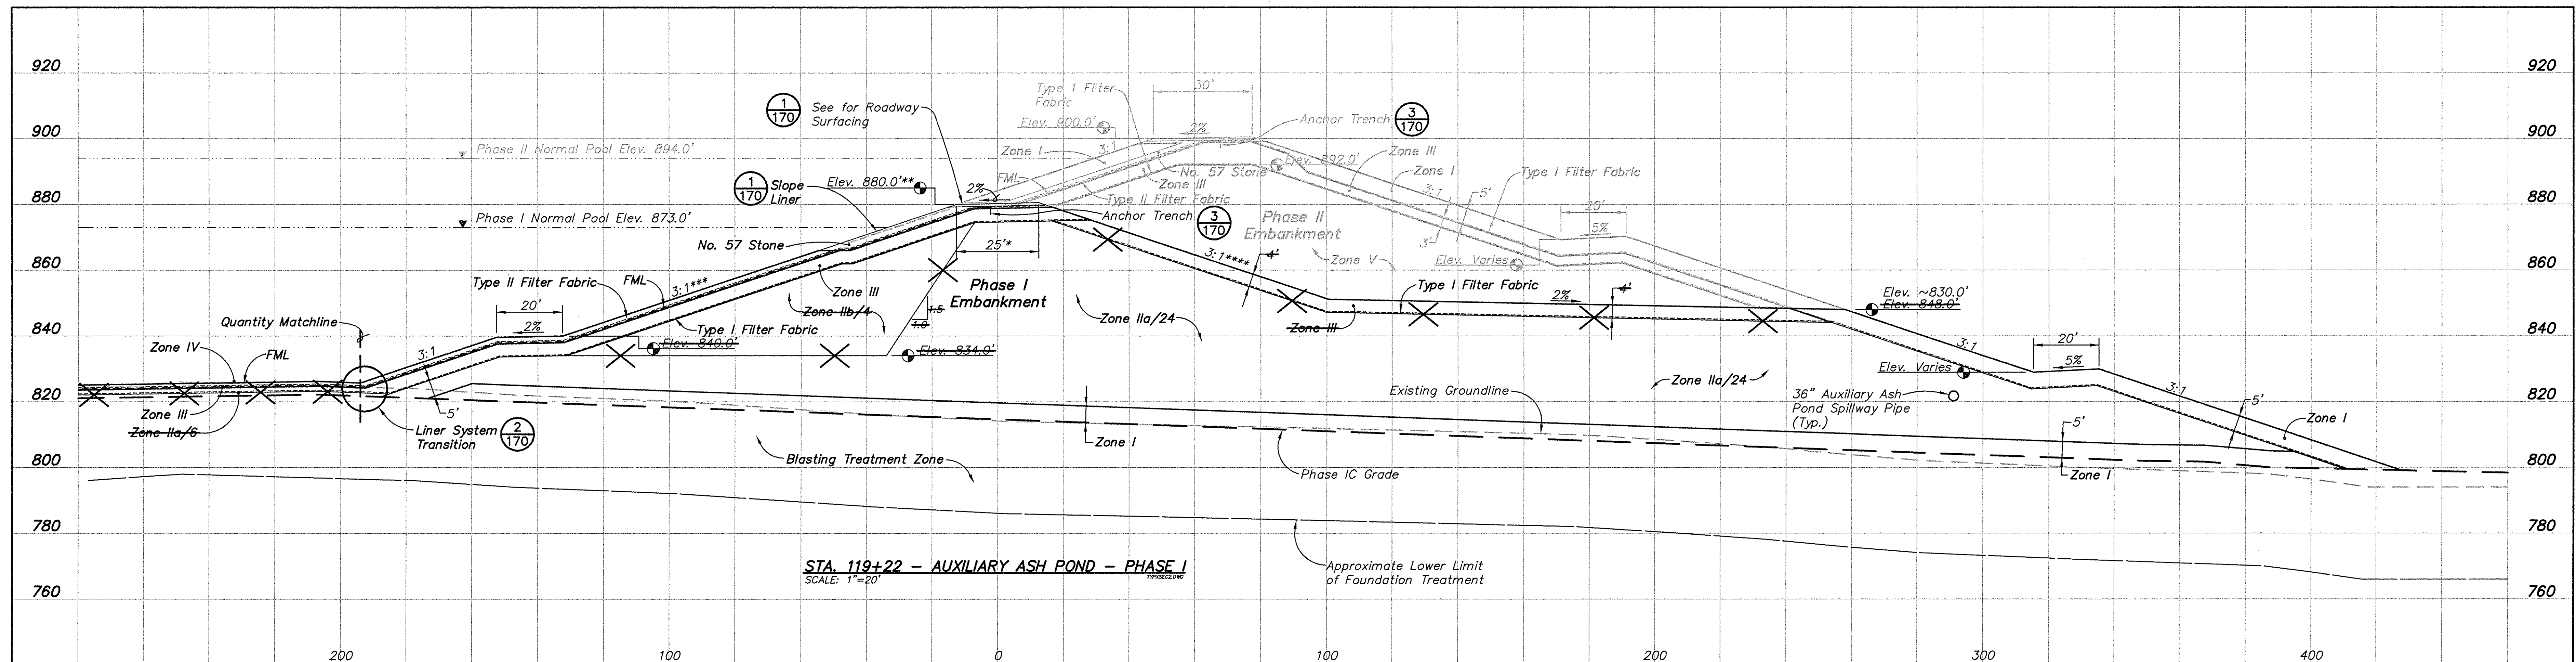 920
920
Type 1 Filter
Fabric
30'
1
170
See for Roadway
Surfacing
Elev. 900.0'
2%
Anchor Trench
3
170
900
900
Phase II Normal Pool Elev. 894.0'
Zone I
3:1
Zone III
Elev. 892.0'
Zone I
No. 57 Stone
Type I Filter Fabric
FML
Zone III
Type II Filter Fabric
1
170
Slope
Liner
Elev. 880.0'**
2%
3:1
5'
20'
880
880
Phase I Normal Pool Elev. 873.0'
Anchor Trench
3
170
Phase II
Embankment
5%
3'
No. 57 Stone
25'*
Zone V
Elev. Varies
860
860
Type II Filter Fabric
FML
3:1***
Zone III
Phase I
Embankment
3:1****
4'
Type I Filter Fabric
2%
4'
Elev. ~830.0'
Elev. 848.0'
20'
Zone IIb/4
1.5
1.0
Zone IIa/24
Zone III
Quantity Matchline
2%
Type I Filter Fabric
840
840
Zone IV
FML
3:1
Elev. 840.0'
Elev. 834.0'
3:1
20'
5%
Elev. Varies
Zone IIa/24
Existing Groundline
3:1
820
820
Zone III
5'
36" Auxiliary Ash
Pond Spillway Pipe
(Typ.)
5'
Zone I
Zone IIa/6
Liner System
Transition
2
170
Zone I
5'
Blasting Treatment Zone
Phase IC Grade
Zone I
800
800
780
780
STA. 119+22 - AUXILIARY ASH POND - PHASE I
SCALE: 1"=20'
TYPXSEC2.DWG
Approximate Lower Limit
of Foundation Treatment
760
760
200
100
0
100
200
300
400